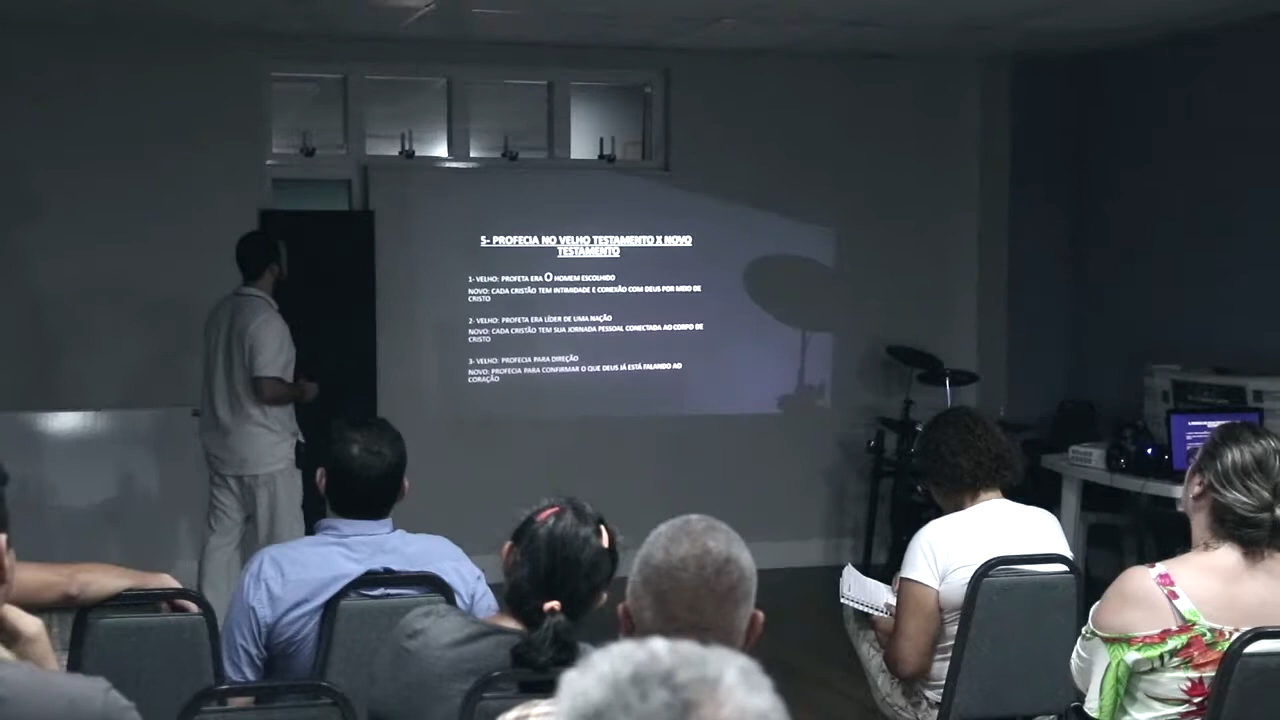 5- PROFECIA NO VELHO TESTAMENTO X NOVO
TESTAMENTO
1- VELHO: PROFETA ERA O HOMEM ESCOLHIDO
NOVO: CADA CRISTÃO TEM INTIMIDADE E CONEXÃO COM DEUS POR MEIO DE
CRISTO
2- VELHO: PROFETA ERA LÍDER DE UMA NAÇÃO
NOVO: CADA CRISTÃO TEM SUA JORNADA PESSOAL CONECTADA AO CORPO DE
CRISTO
3- VELHO: PROFECIA PARA DIREÇÃO
NOVO: PROFECIA PARA CONFIRMAR O QUE DEUS JÁ ESTÁ FALANDO AO
CORAÇÃO